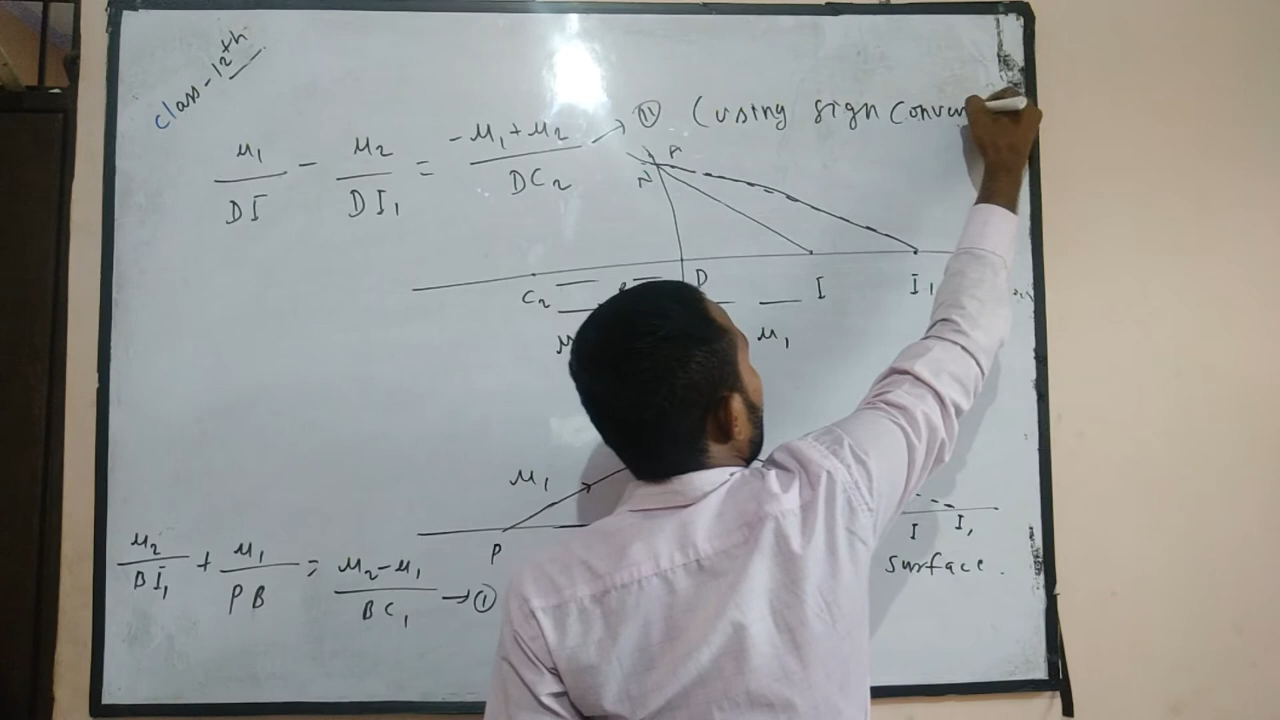 class-12th
μ₁/DI - μ₂/DI₁ = -μ₁+μ₂/DC₂ → ⓘⓘ (using sign conven
A
N
C₂ D I I₁
μ₁
μ₁
P I I₁
surface.
μ₂/BI₁ + μ₁/PB = μ₂-μ₁/BC₁ → ⓘ